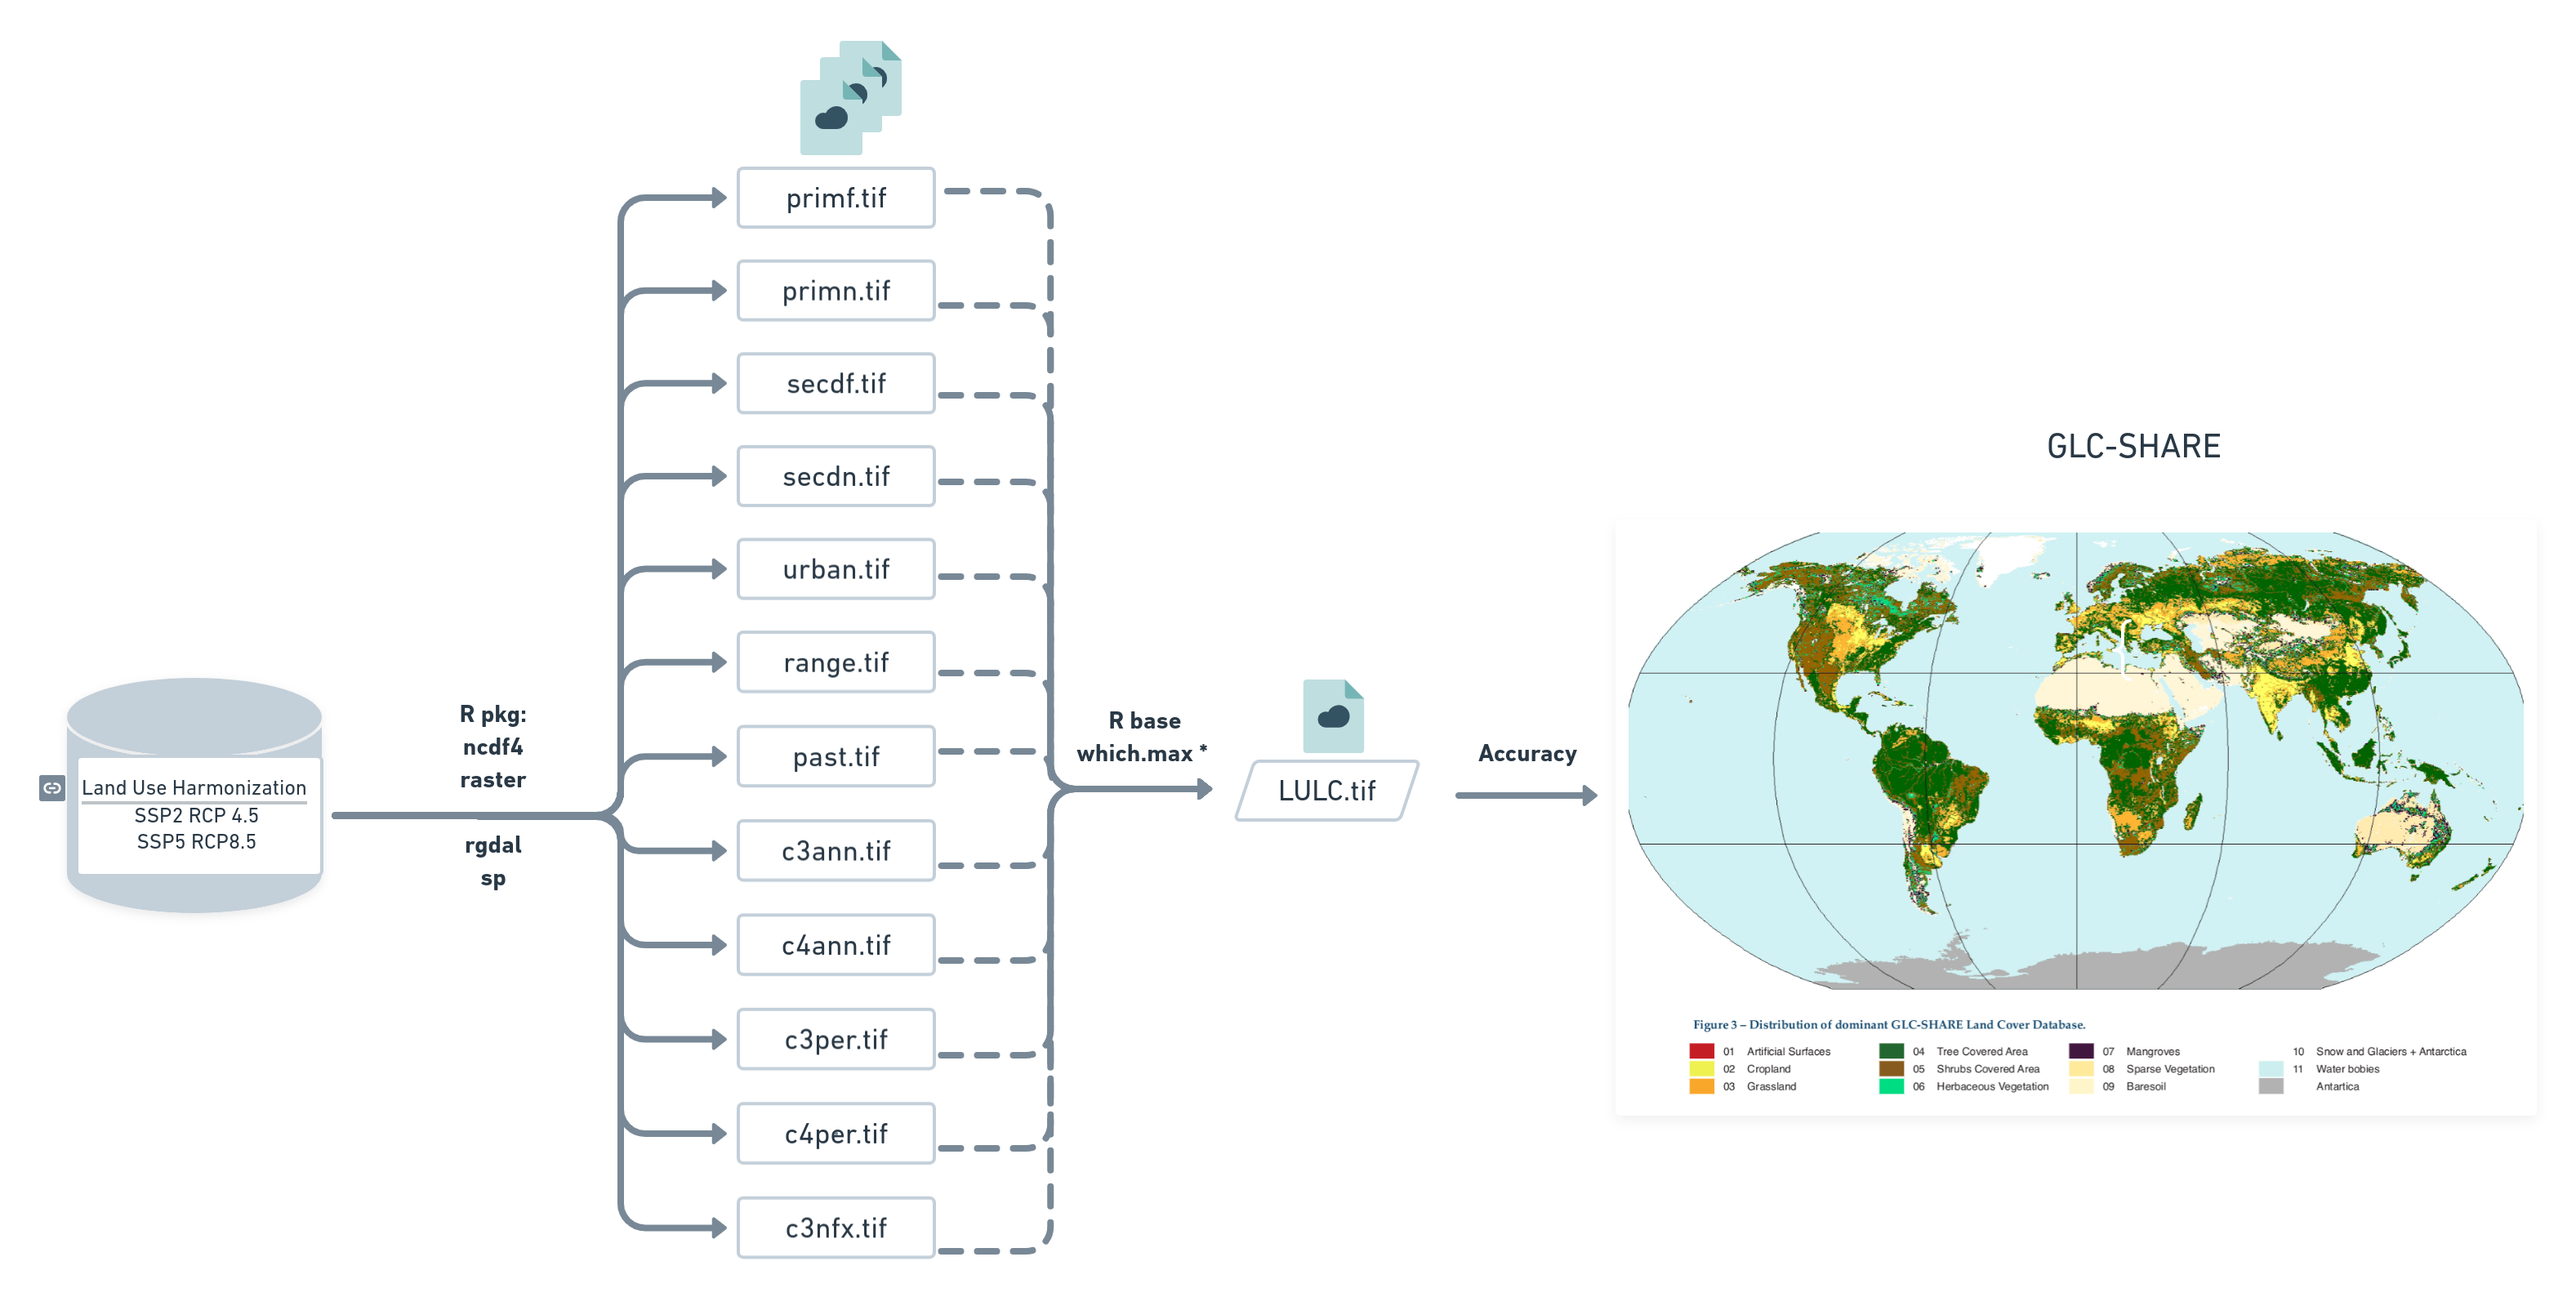 Land Use Harmonization
SSP2 RCP 4.5
SSP5 RCP8.5
R pkg:
ncdf4
raster
rgdal
sp
primf.tif
primn.tif
secdf.tif
secdn.tif
urban.tif
range.tif
past.tif
c3ann.tif
c4ann.tif
c3per.tif
c4per.tif
c3nfx.tif
R base
which.max *
LULC.tif
Accuracy
GLC-SHARE
Figure 3 – Distribution of dominant GLC-SHARE Land Cover Database.
01 Artificial Surfaces
02 Cropland
03 Grassland
04 Tree Covered Area
05 Shrubs Covered Area
06 Herbaceous Vegetation
07 Mangroves
08 Sparse Vegetation
09 Baresoil
10 Snow and Glaciers + Antarctica
11 Water bobies
Antartica